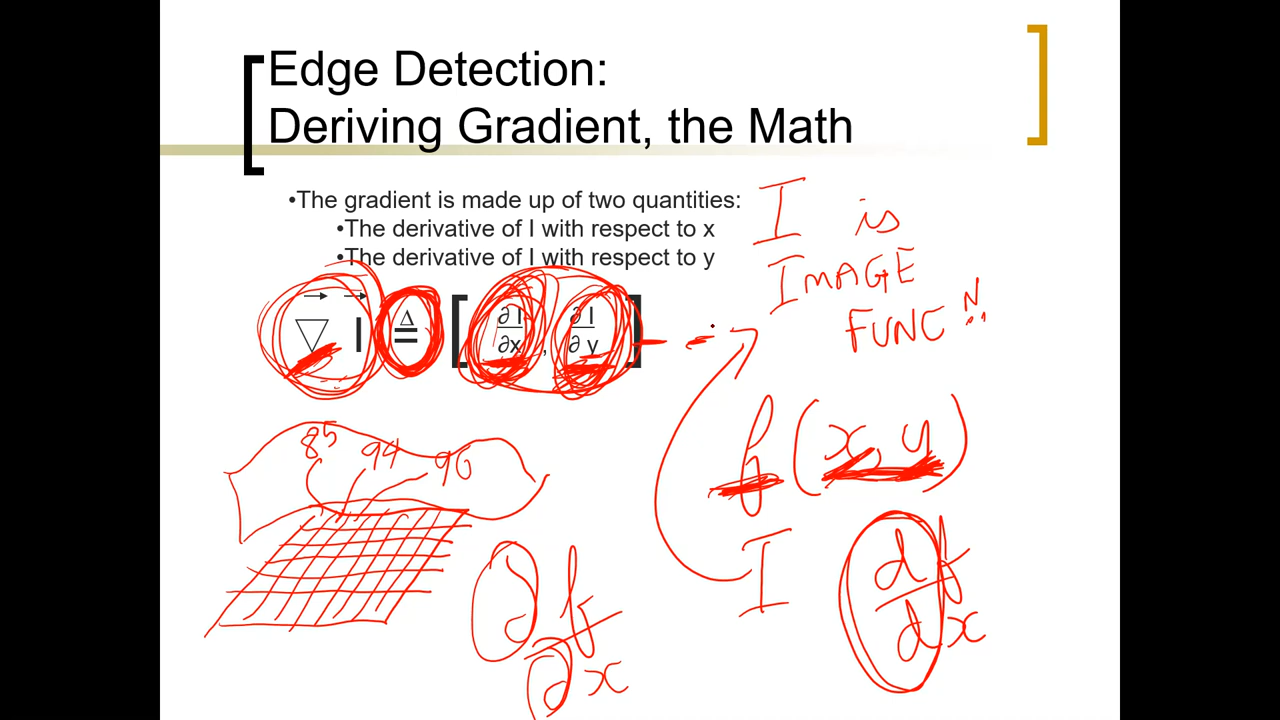 Edge Detection:
Deriving Gradient, the Math
•The gradient is made up of two quantities:
•The derivative of I with respect to x
•The derivative of I with respect to y
∇ I ≜ [ ∂I/∂x , ∂I/∂y ]
I is
IMAGE
FUNC N
f (x, y)
85 94 96
I
∂f/∂x
df/dx